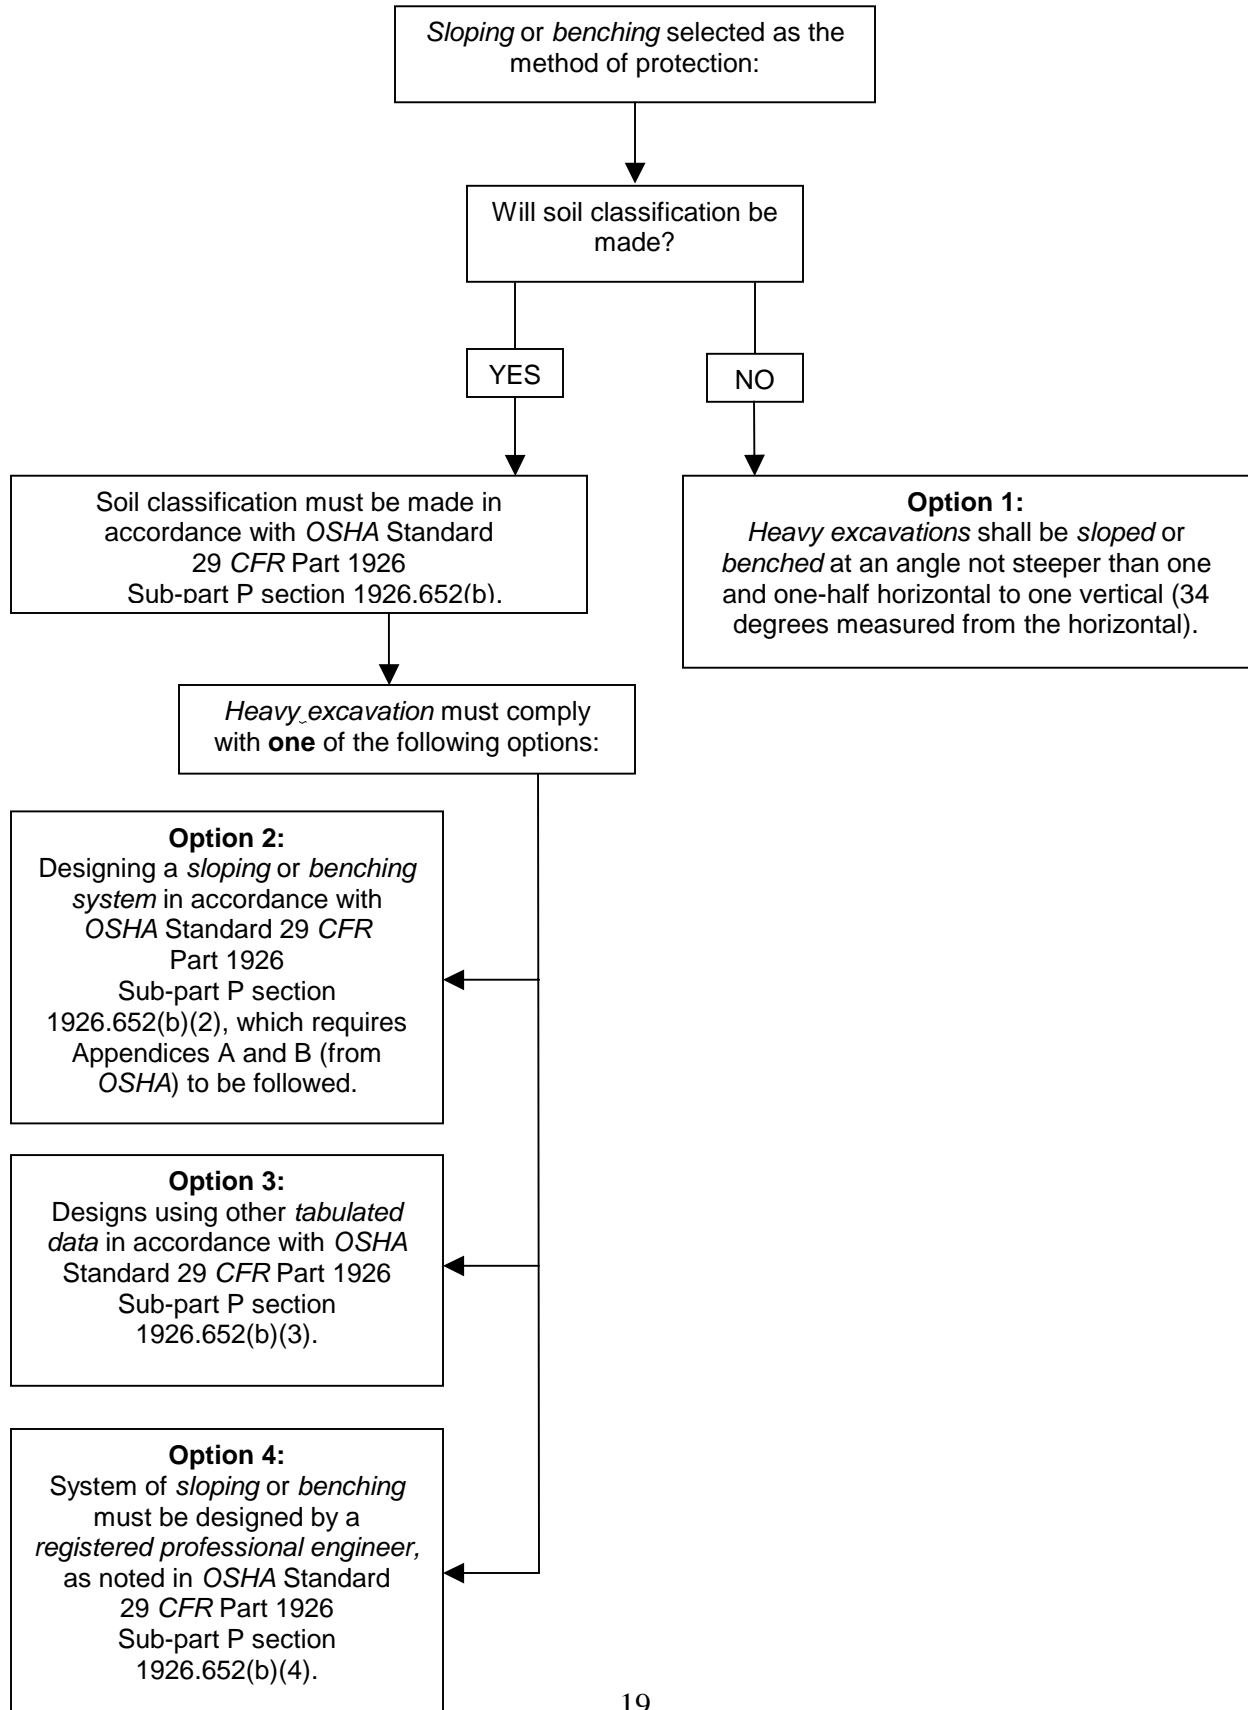 Sloping or benching selected as the
method of protection:
Will soil classification be
made?
YES
NO
Soil classification must be made in
accordance with OSHA Standard
29 CFR Part 1926
Sub-part P section 1926.652(b).
Option 1:
Heavy excavations shall be sloped or
benched at an angle not steeper than one
and one-half horizontal to one vertical (34
degrees measured from the horizontal).
Heavy excavation must comply
with one of the following options:
Option 2:
Designing a sloping or benching
system in accordance with
OSHA Standard 29 CFR
Part 1926
Sub-part P section
1926.652(b)(2), which requires
Appendices A and B (from
OSHA) to be followed.
Option 3:
Designs using other tabulated
data in accordance with OSHA
Standard 29 CFR Part 1926
Sub-part P section
1926.652(b)(3).
Option 4:
System of sloping or benching
must be designed by a
registered professional engineer,
as noted in OSHA Standard
29 CFR Part 1926
Sub-part P section
1926.652(b)(4).
19